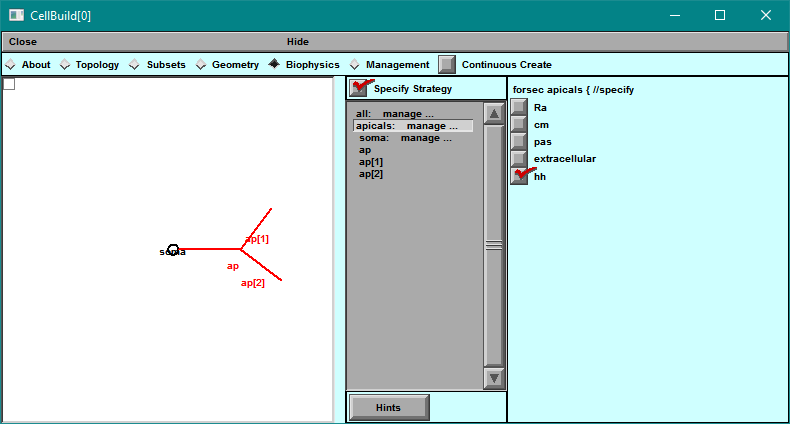 CellBuild[0]
Close Hide
About Topology Subsets Geometry Biophysics Management Continuous Create
Specify Strategy
all: manage ...
apicals: manage ...
soma: manage ...
ap
ap[1]
ap[2]
Hints
forsec apicals { //specify
Ra
cm
pas
extracellular
hh
ap[1]
soma
ap
ap[2]